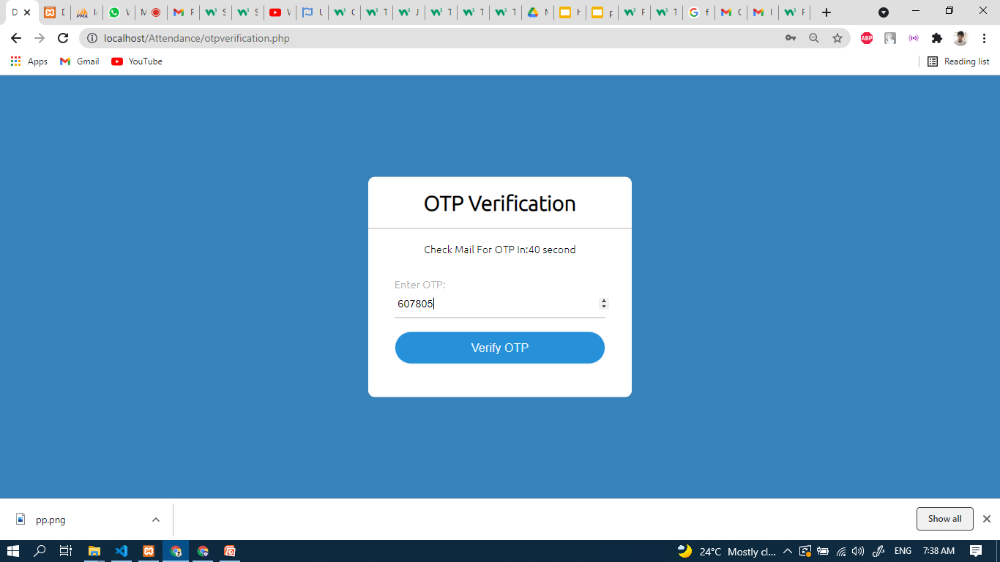 D
localhost/Attendance/otpverification.php
ABP
Apps
Gmail
YouTube
Reading list
OTP Verification
Check Mail For OTP In:40 second
Enter OTP:
607805
Verify OTP
pp.png
Show all
24°C Mostly cl...
ENG
7:38 AM